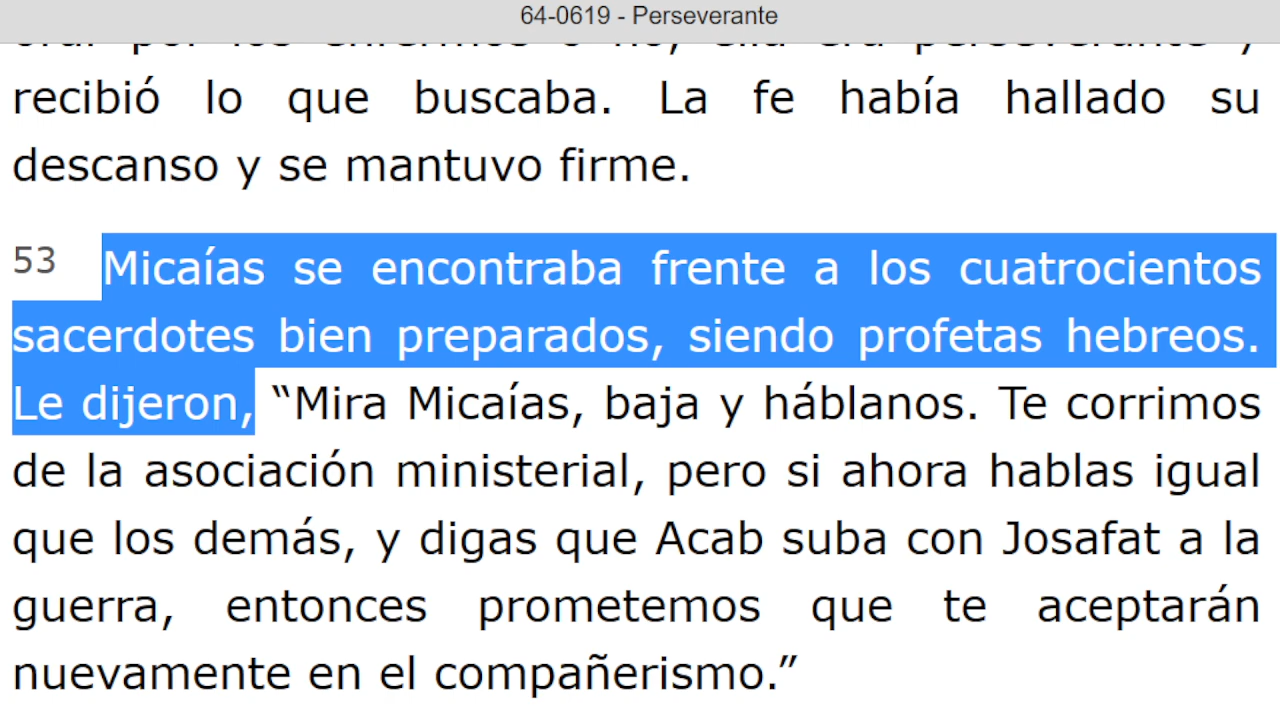 64-0619 - Perseverante
recibió lo que buscaba. La fe había hallado su
descanso y se mantuvo firme.
53 Micaías se encontraba frente a los cuatrocientos
sacerdotes bien preparados, siendo profetas hebreos.
Le dijeron, “Mira Micaías, baja y háblanos. Te corrimos
de la asociación ministerial, pero si ahora hablas igual
que los demás, y digas que Acab suba con Josafat a la
guerra, entonces prometemos que te aceptarán
nuevamente en el compañerismo.”